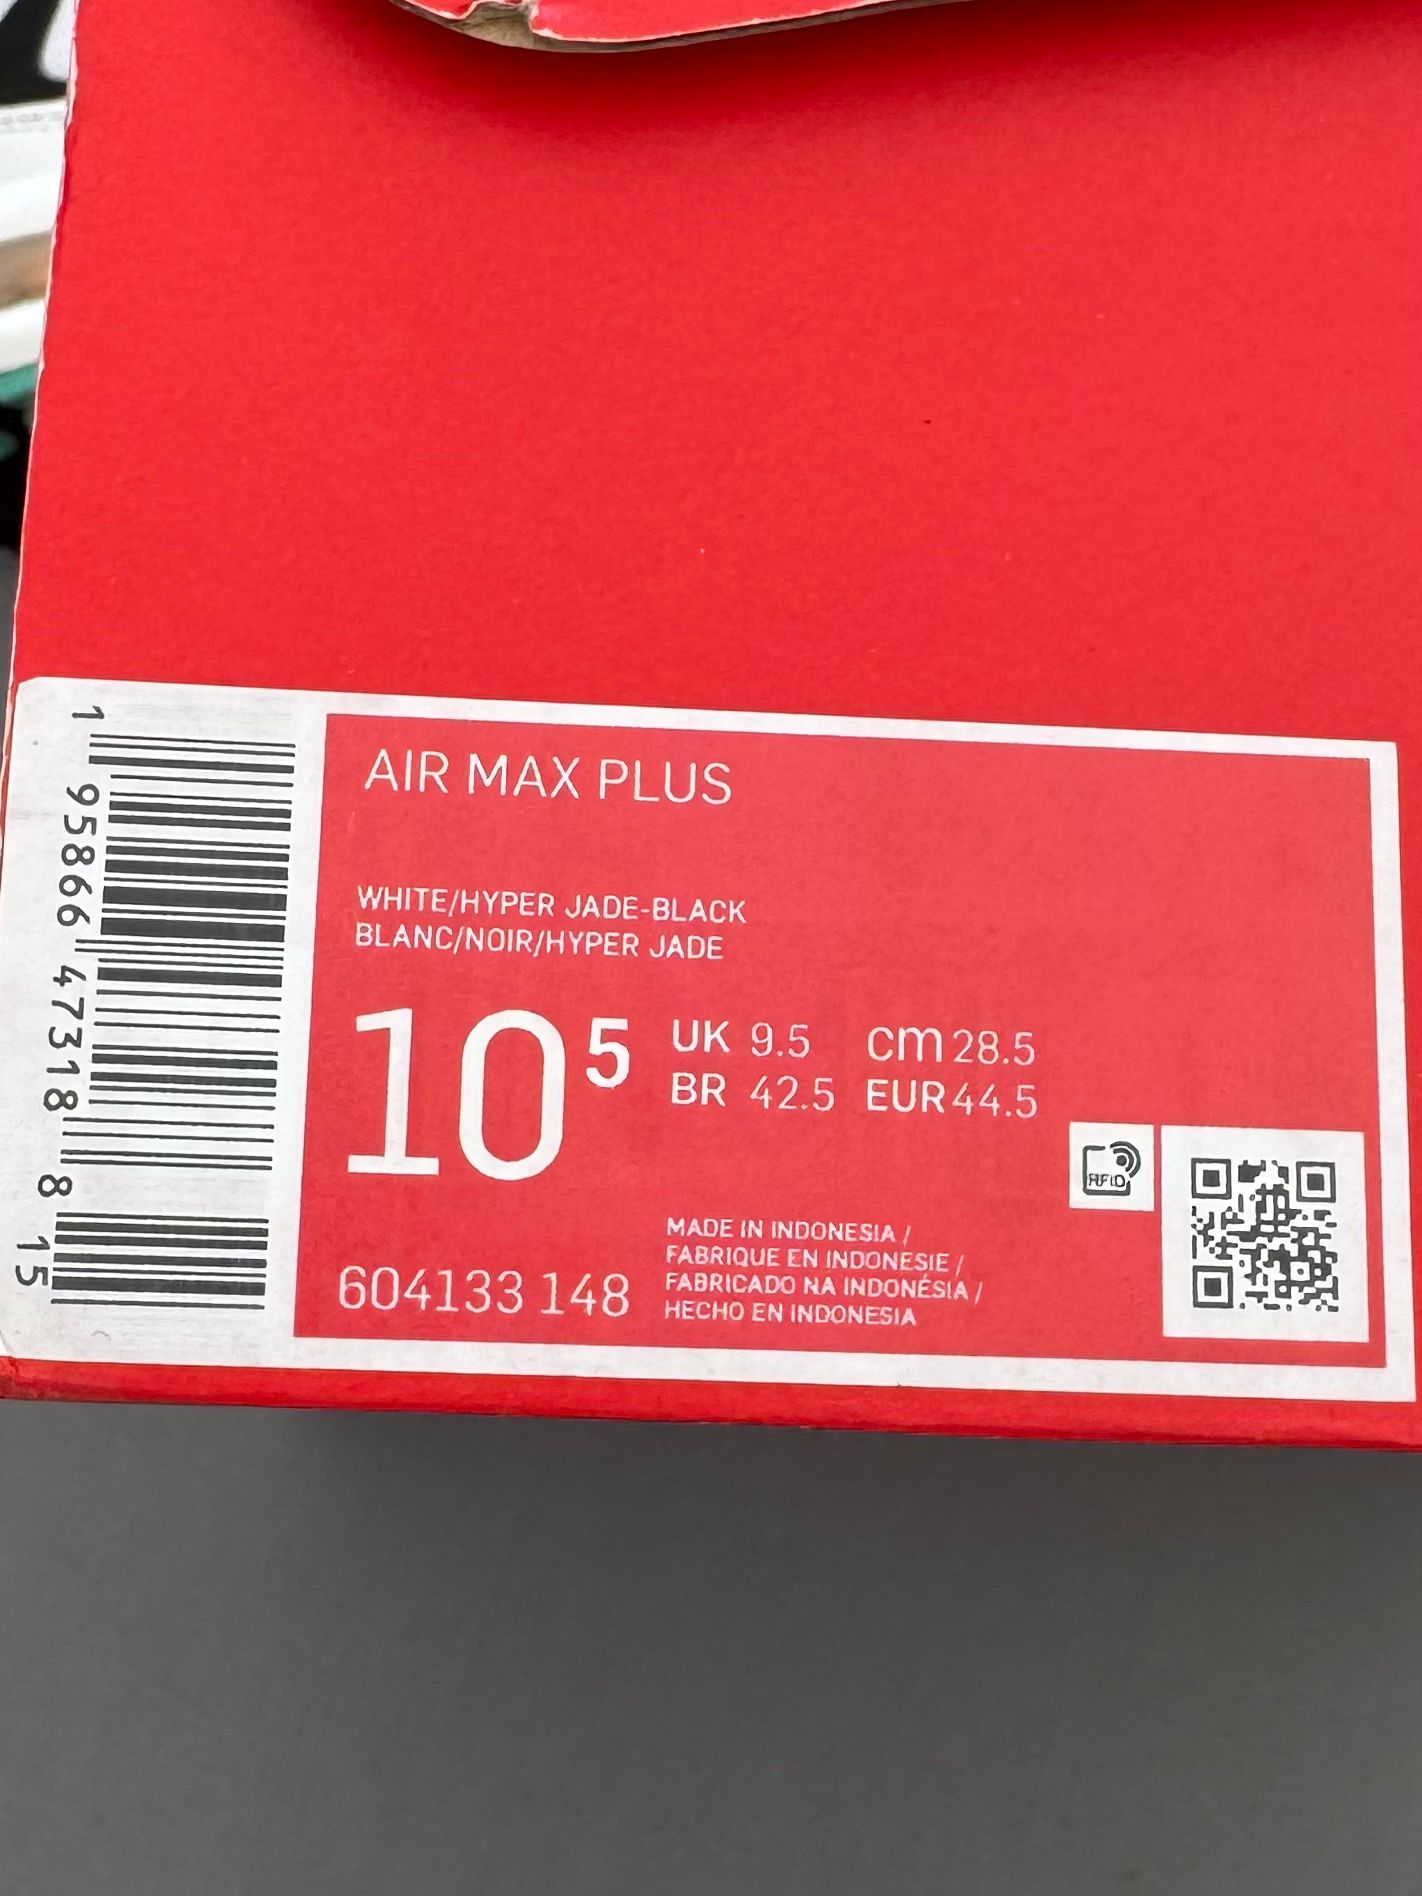 AIR MAX PLUS
WHITE/HYPER JADE-BLACK
BLANC/NOIR/HYPER JADE
10 5
UK 9.5 cm 28.5
BR 42.5 EUR 44.5
604133 148
MADE IN INDONESIA /
FABRIQUE EN INDONESIE /
FABRICADO NA INDONÉSIA /
HECHO EN INDONESIA
RFID
1 95866 47318 8
15